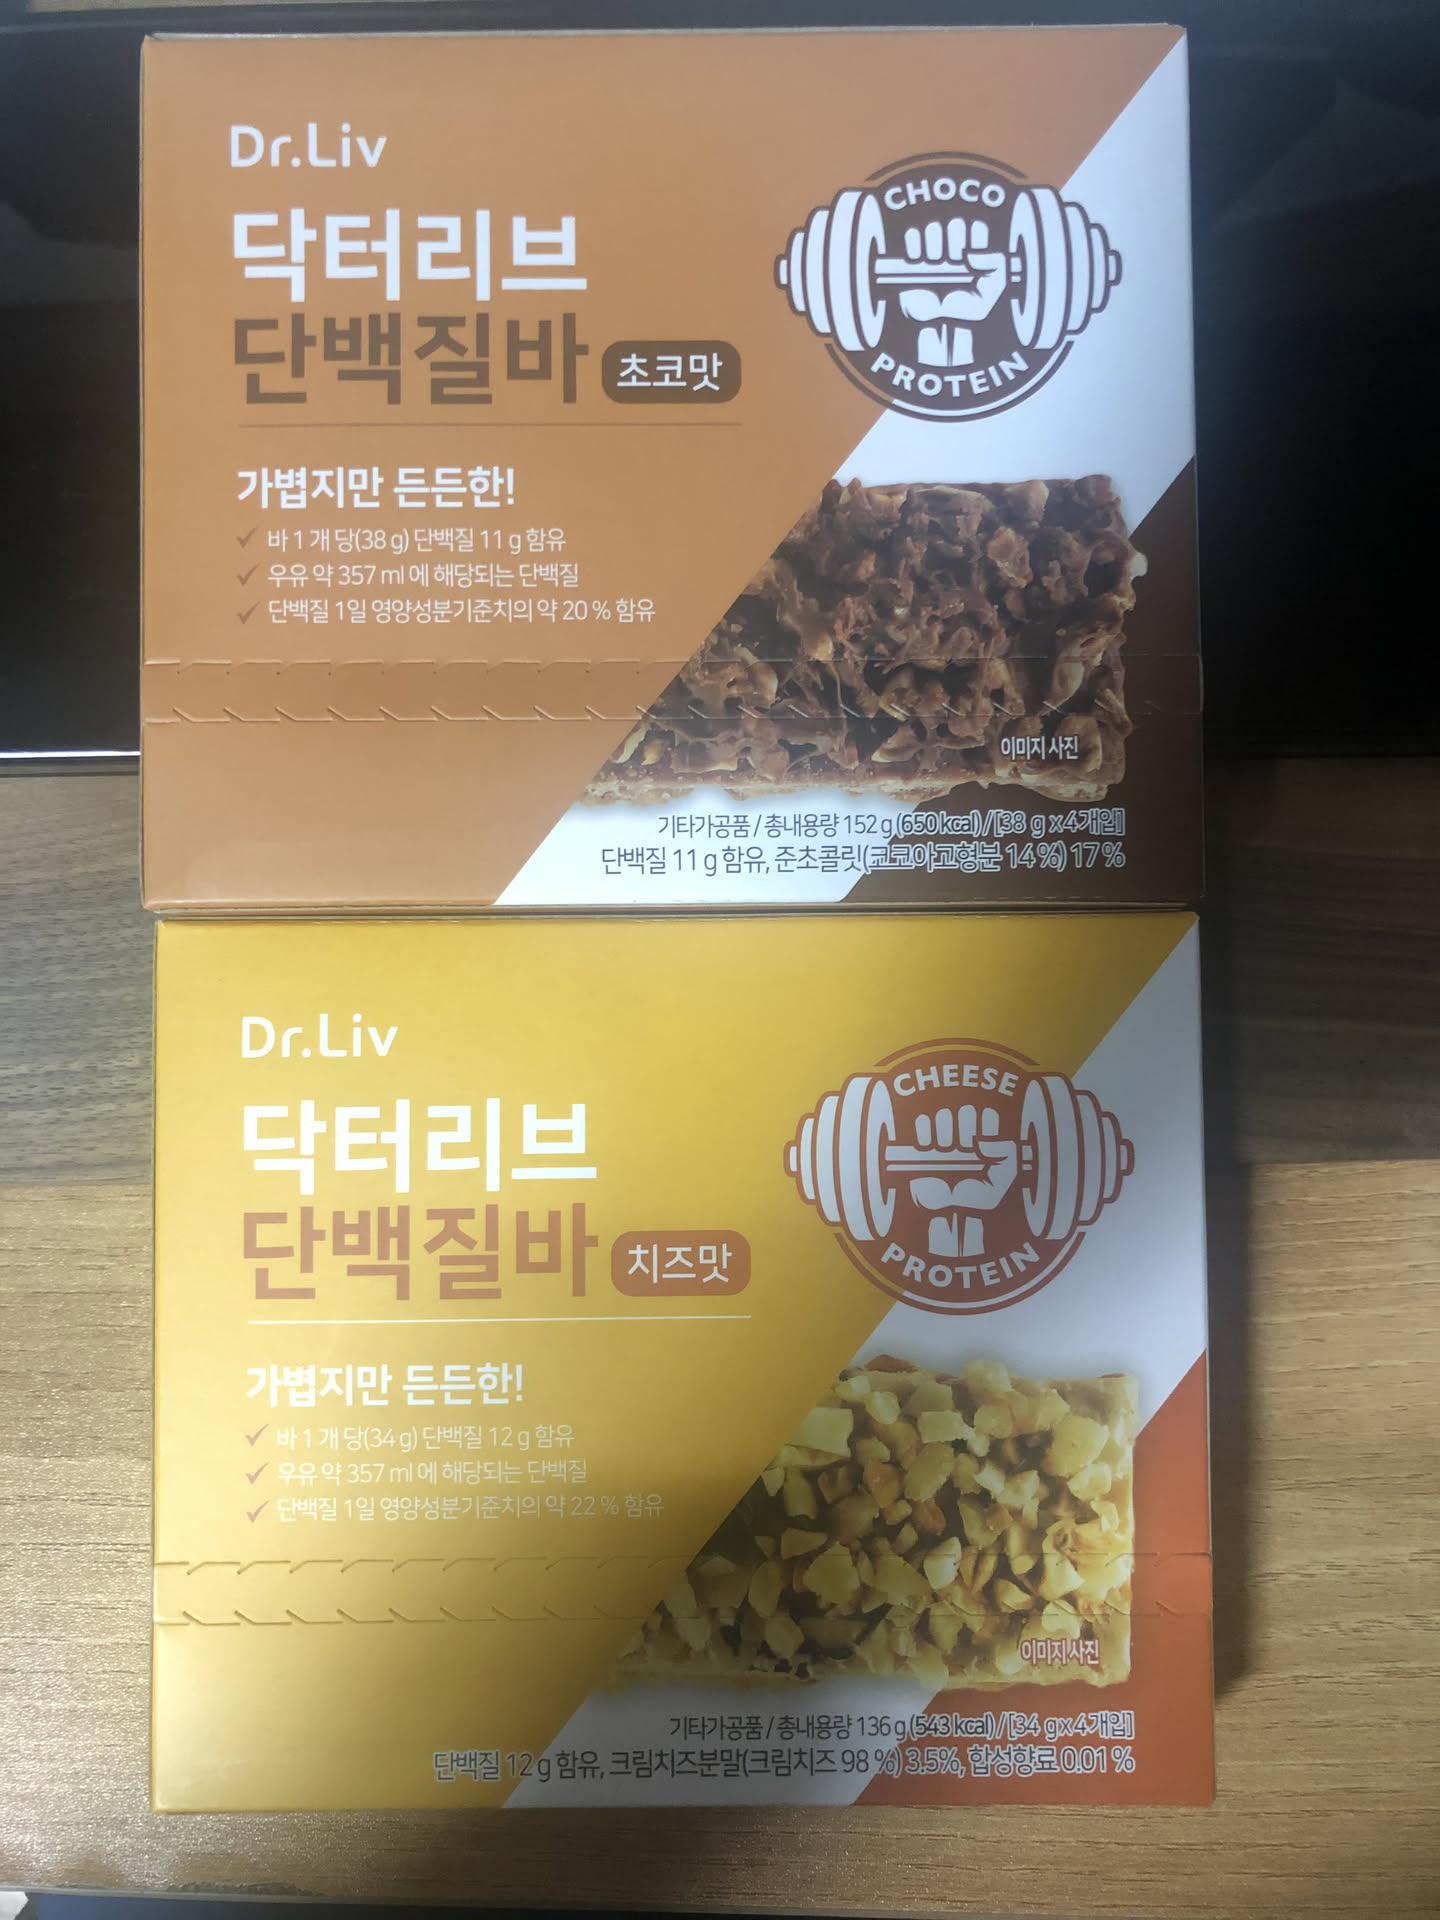 Dr.Liv
닥터리브
단백질바 초코맛
CHOCO
PROTEIN
가볍지만 든든한!
바 1 개 당(38 g) 단백질 11 g 함유
우유 약 357 ml 에 해당되는 단백질
단백질 1일 영양성분기준치의 약 20 % 함유
이미지 사진
기타가공품 / 총내용량 152 g (650 kcal) / [38 g x 4개입]
단백질 11 g 함유, 준초콜릿(코코아고형분 14 %) 17 %
Dr.Liv
닥터리브
단백질바 치즈맛
CHEESE
PROTEIN
가볍지만 든든한!
바 1 개 당(34 g) 단백질 12 g 함유
우유 약 357 ml 에 해당되는 단백질
단백질 1일 영양성분기준치의 약 22 % 함유
이미지 사진
기타가공품 / 총내용량 136 g (543 kcal) / [34 g x 4개입]
단백질 12 g 함유, 크림치즈분말(크림치즈 98 %) 3.5%, 합성향료 0.01 %